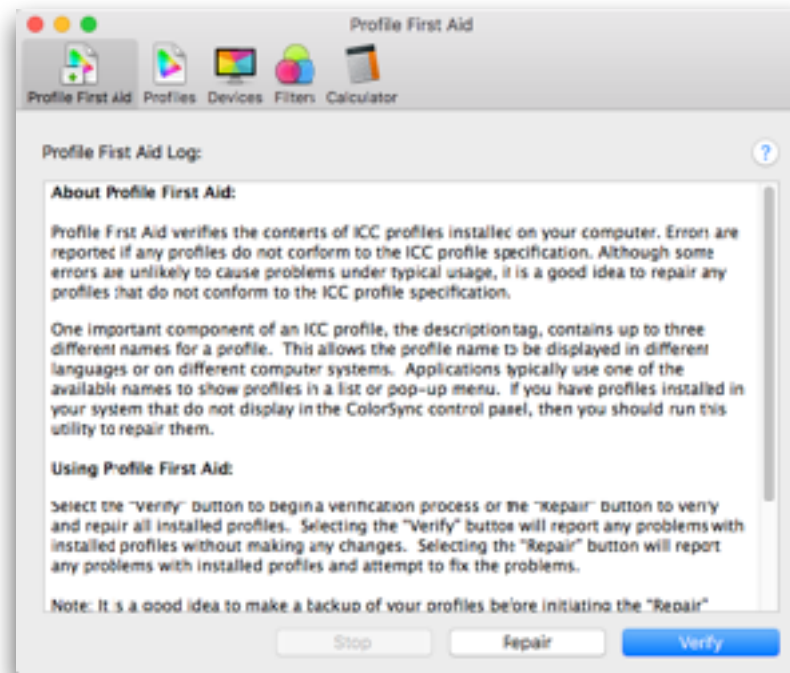 Profile First Aid
Profile First Aid Profiles Devices Filters Calculator
Profile First Aid Log:
?
About Profile First Aid:
Profile First Aid verifies the contents of ICC profiles installed on your computer. Errors are
reported if any profiles do not conform to the ICC profile specification. Although some
errors are unlikely to cause problems under typical usage, it is a good idea to repair any
profiles that do not conform to the ICC profile specification.
One important component of an ICC profile, the description tag, contains up to three
different names for a profile. This allows the profile name to be displayed in different
languages or on different computer systems. Applications typically use one of the
available names to show profiles in a list or pop-up menu. If you have profiles installed in
your system that do not display in the ColorSync control panel, then you should run this
utility to repair them.
Using Profile First Aid:
Select the "Verify" button to begin a verification process or the "Repair" button to verify
and repair all installed profiles. Selecting the "Verify" button will report any problems with
installed profiles without making any changes. Selecting the "Repair" button will report
any problems with installed profiles and attempt to fix the problems.
Note: It is a good idea to make a backup of your profiles before initiating the "Repair"
Stop Repair Verify